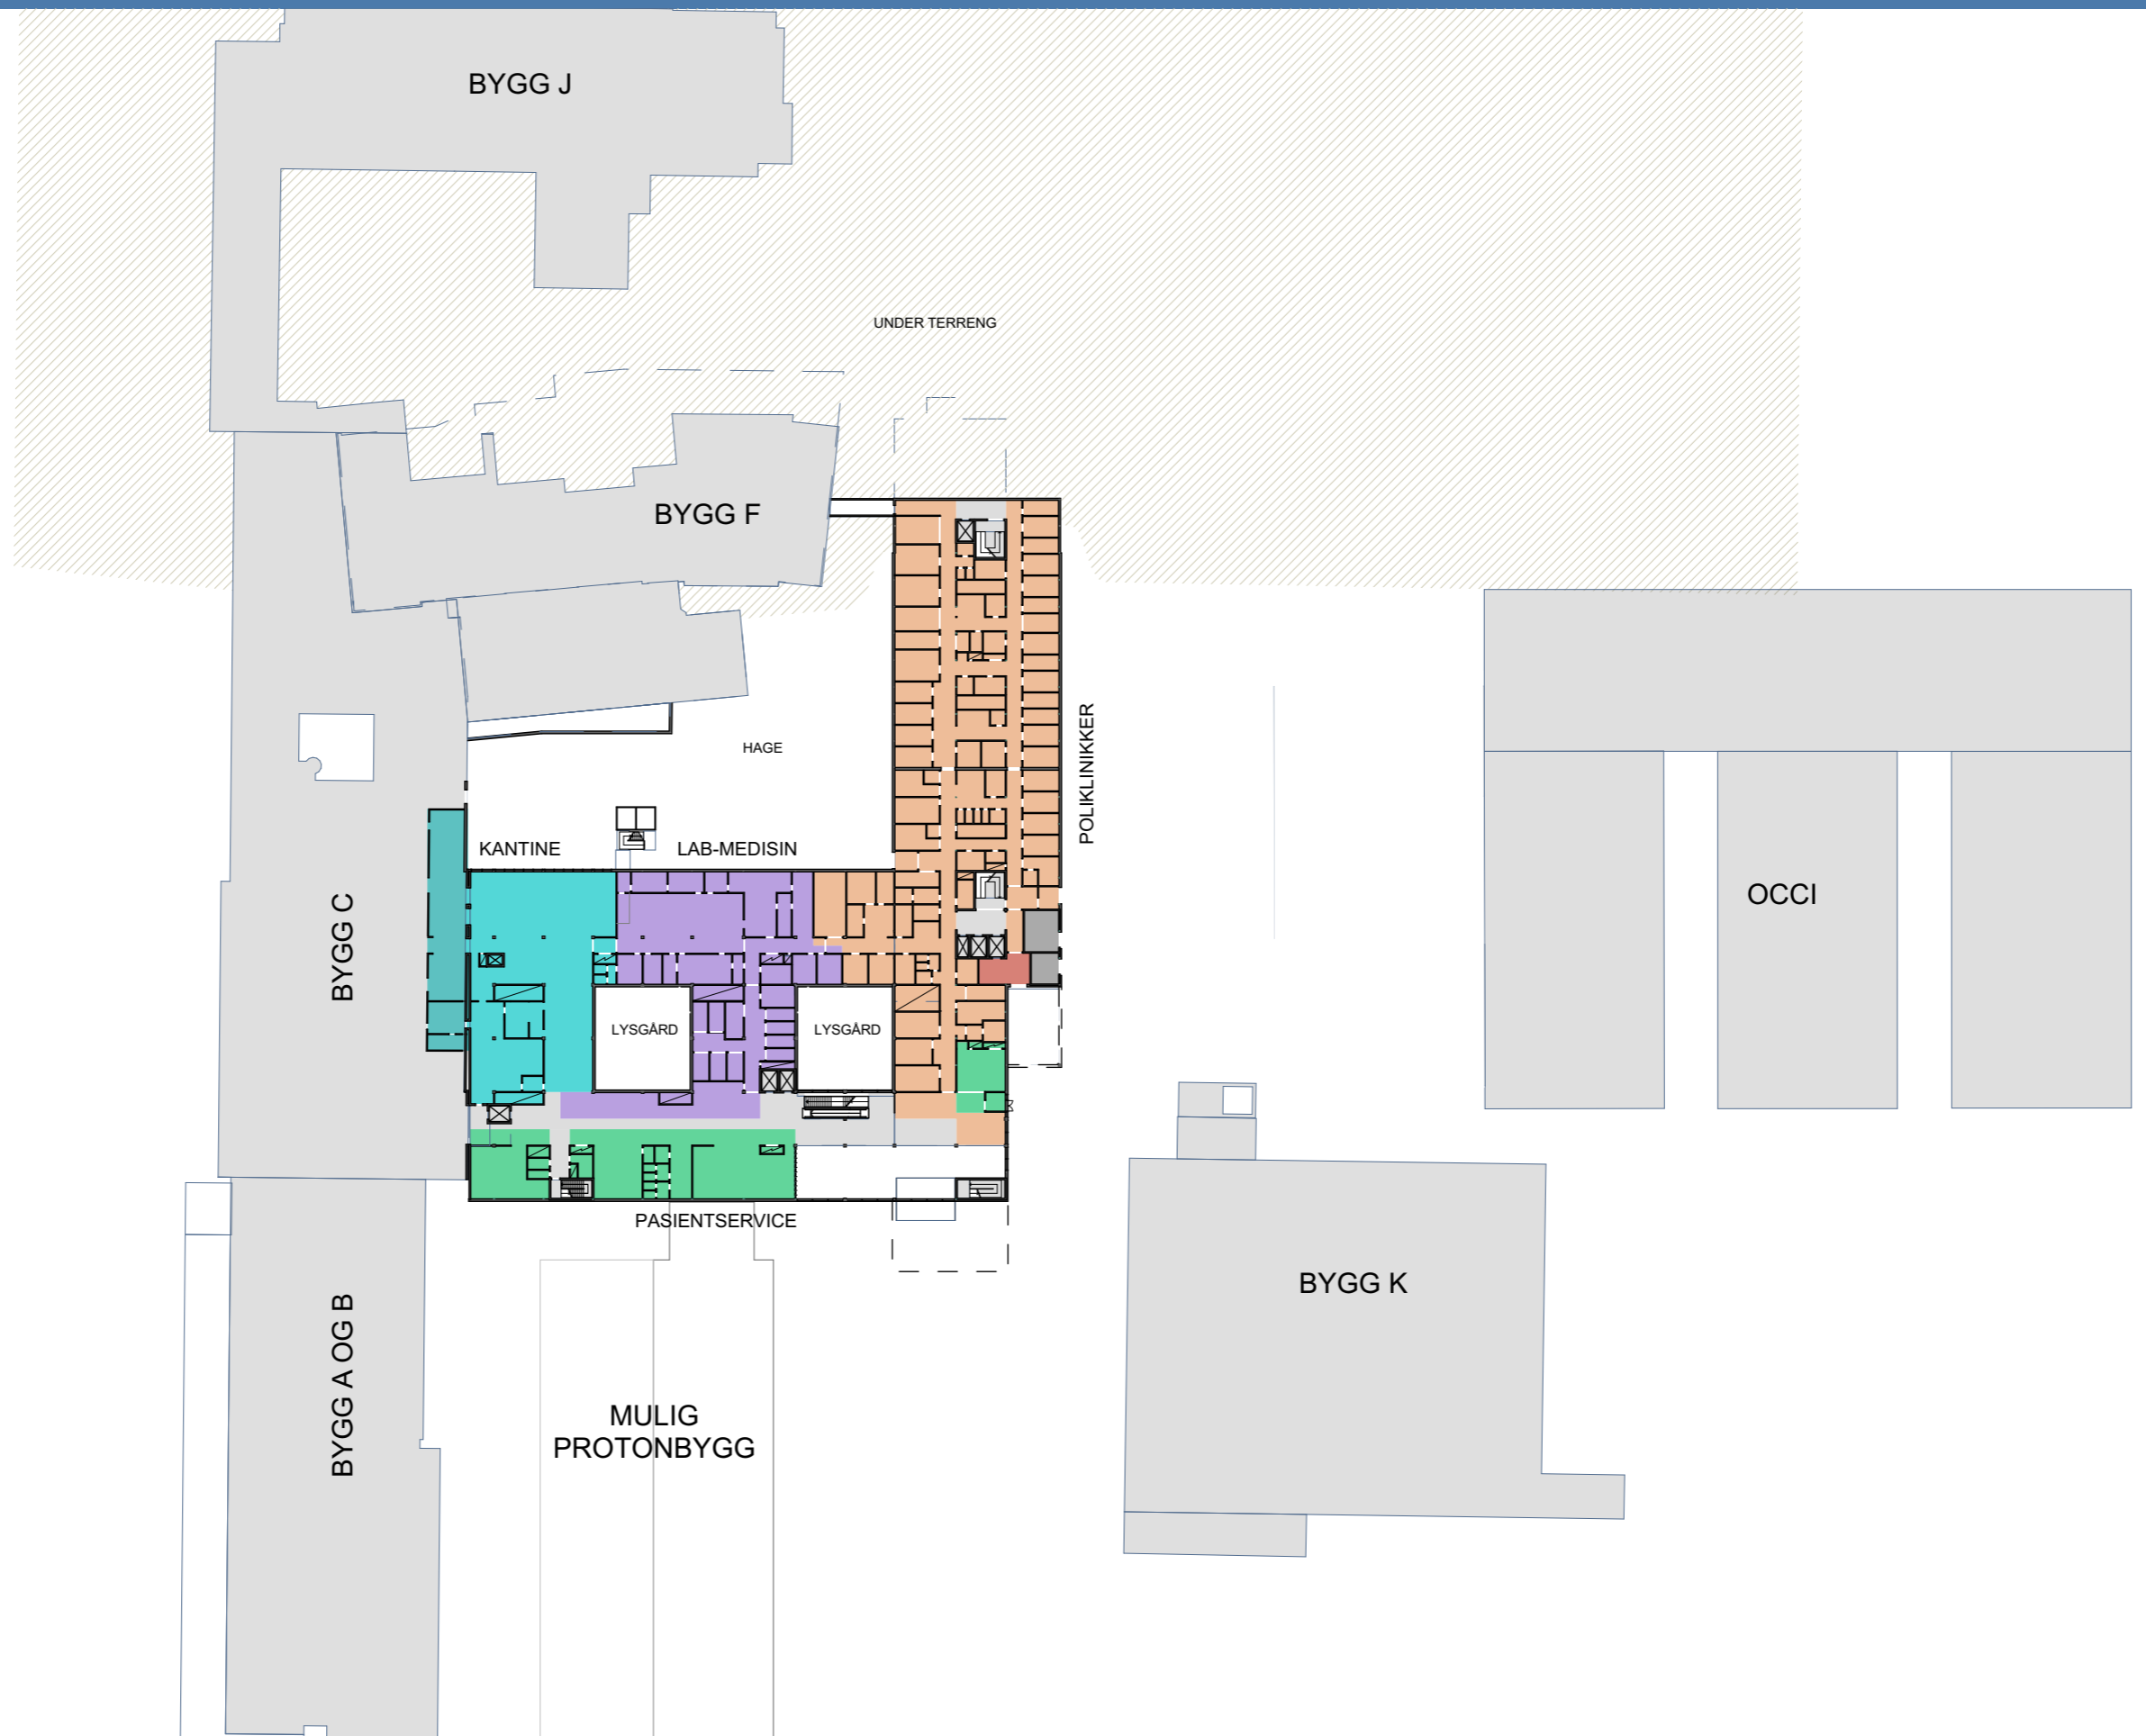 BYGG J
UNDER TERRENG
BYGG F
POLIKLINIKKER
HAGE
KANTINE
LAB-MEDISIN
BYGG C
OCCI
LYSGÅRD
LYSGÅRD
PASIENTSERVICE
BYGG K
BYGG A OG B
MULIG
PROTONBYGG